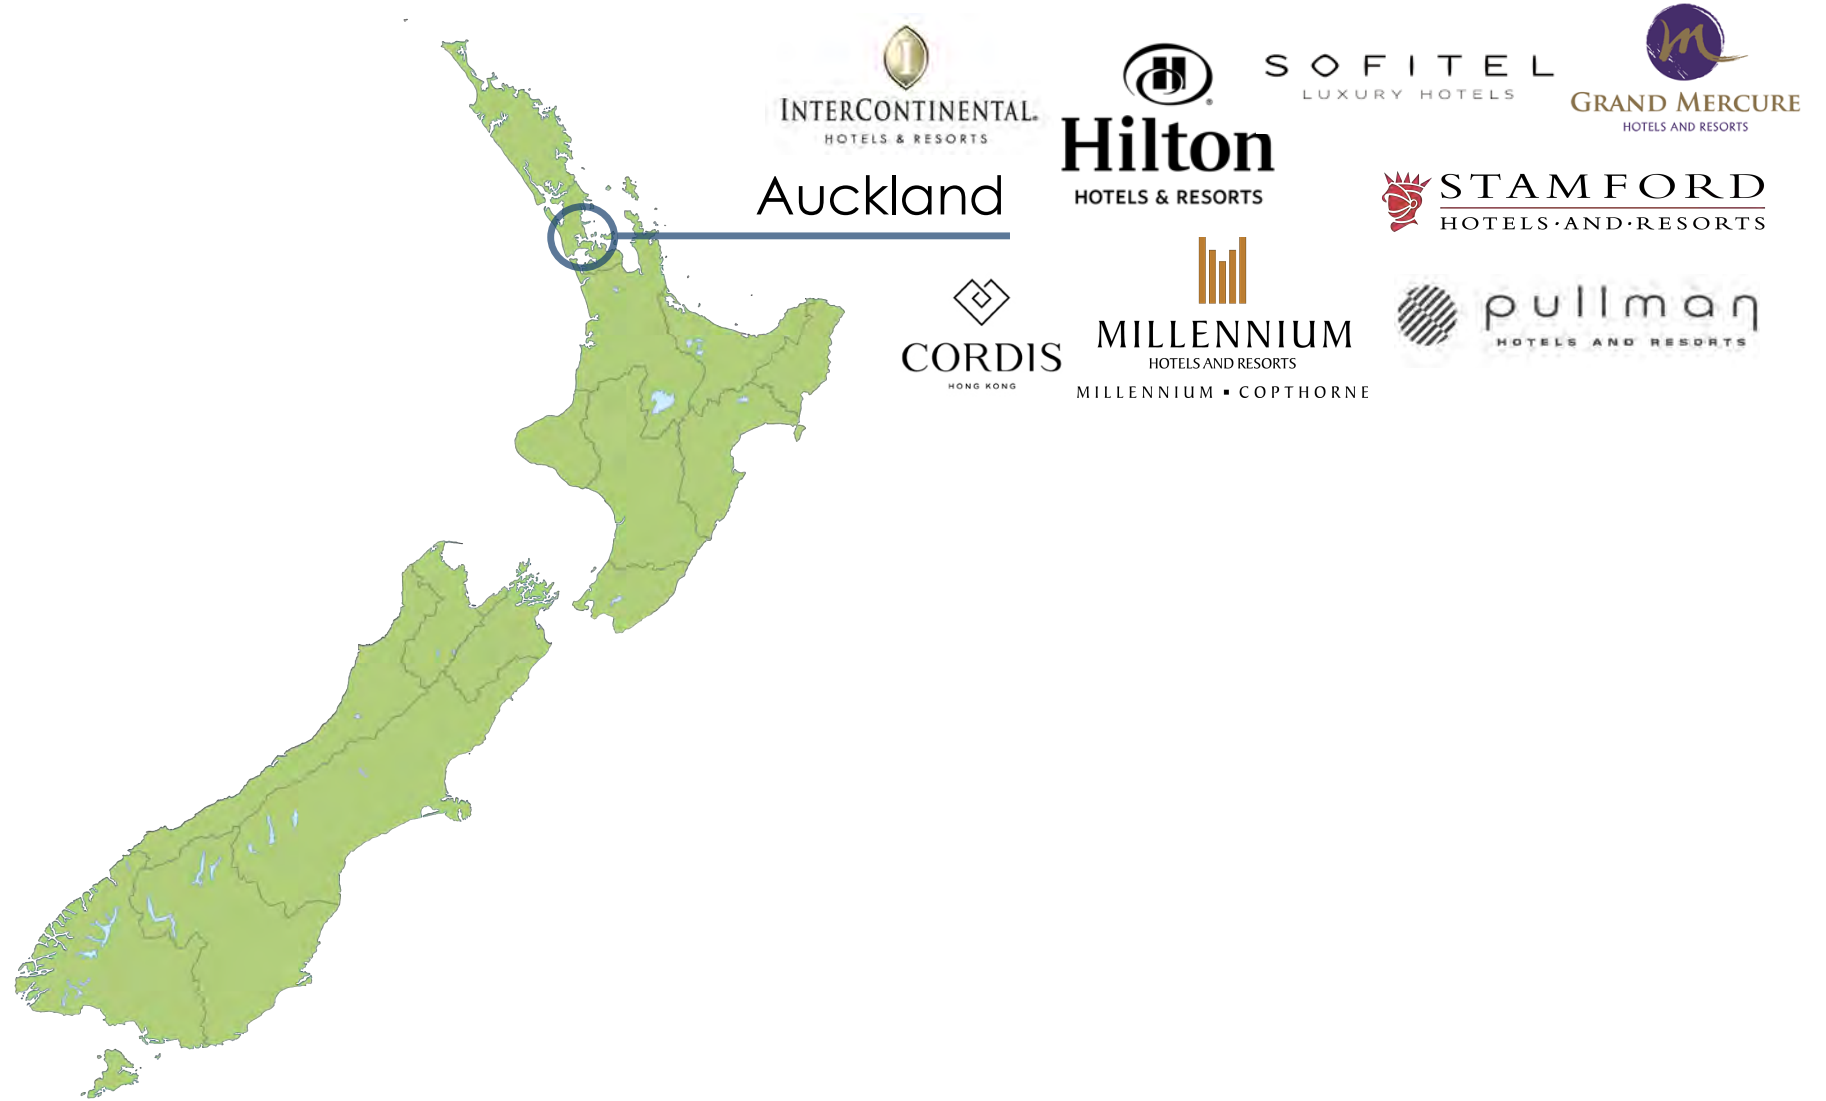 INTERCONTINENTAL.
HOTELS & RESORTS
Hilton
HOTELS & RESORTS
SOFITEL
LUXURY HOTELS
m
GRAND MERCURE
HOTELS AND RESORTS
Auckland
STAMFORD
HOTELS·AND·RESORTS
CORDIS
HONG KONG
MILLENNIUM
HOTELS AND RESORTS
MILLENNIUM ▪ COPTHORNE
pullman
HOTELS AND RESORTS